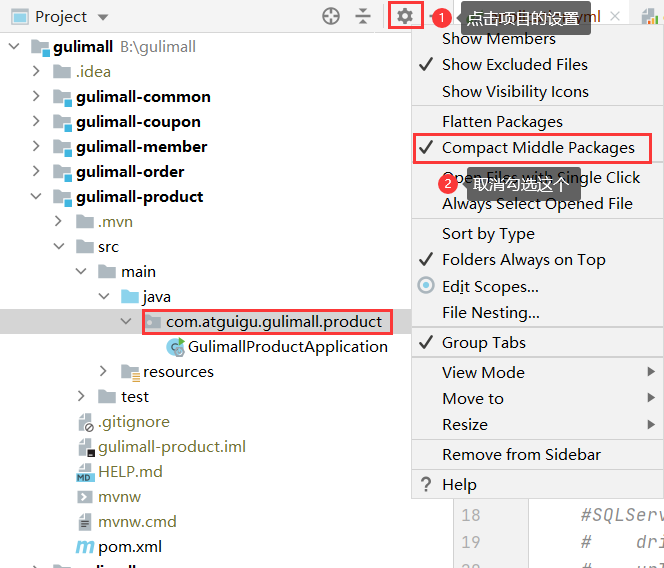 Project
1 点击项目的设置
yml
gulimall B:\gulimall
.idea
gulimall-common
gulimall-coupon
gulimall-member
gulimall-order
gulimall-product
.mvn
src
main
java
com.atguigu.gulimall.product
GulimallProductApplication
resources
test
.gitignore
gulimall-product.iml
HELP.md
mvnw
mvnw.cmd
pom.xml
Show Members
Show Excluded Files
Show Visibility Icons
Flatten Packages
Compact Middle Packages
Open Files with Single Click
2 取消勾选这个
Always Select Opened File
Sort by Type
Folders Always on Top
Edit Scopes...
File Nesting...
Group Tabs
View Mode
Move to
Resize
Remove from Sidebar
? Help
18 #SQLServ
19 # dri